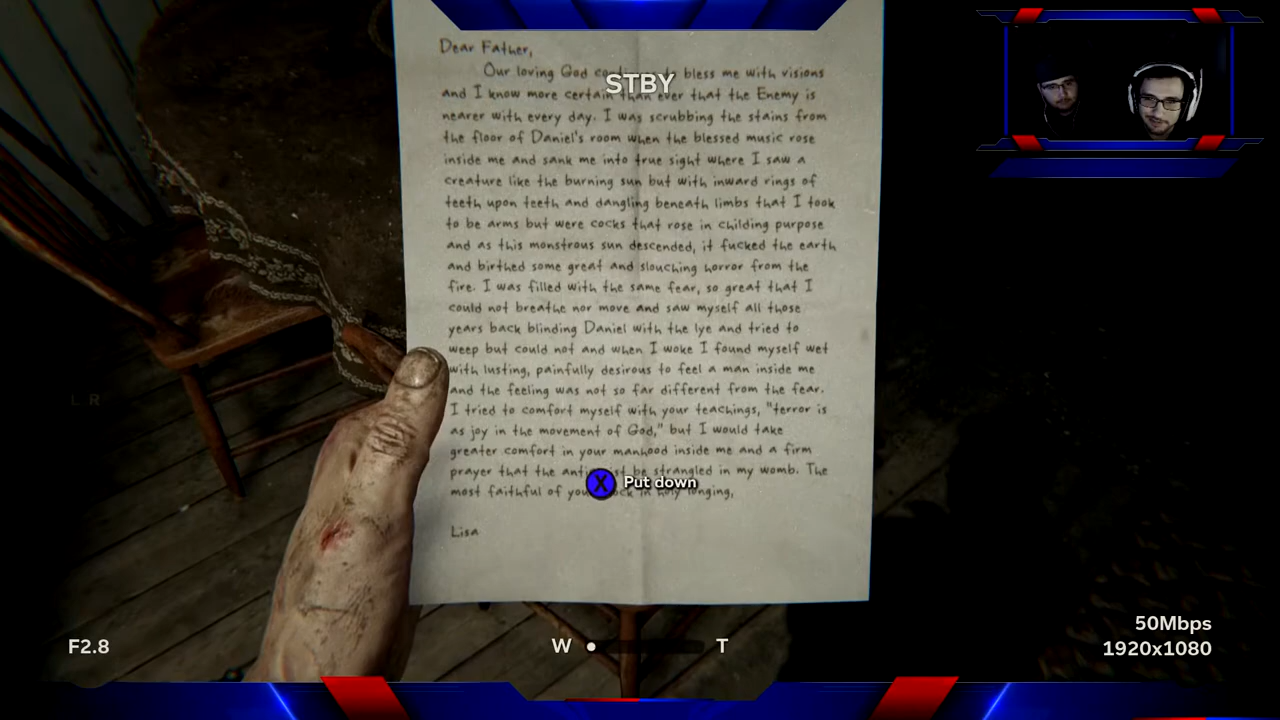 Dear Father,
Our loving God bless me with visions
STBY
and I know more certain than ever that the Enemy is
nearer with every day. I was scrubbing the stains from
the floor of Daniel's room when the blessed music rose
inside me and sank me into true sight where I saw a
creature like the burning sun but with inward rings of
teeth upon teeth and dangling beneath limbs that I took
to be arms but were cocks that rose in childing purpose
and as this monstrous sun descended, it fucked the earth
and birthed some great and slouching horror from the
fire. I was filled with the same fear, so great that I
could not breathe nor move and saw myself all those
years back blinding Daniel with the lye and tried to
weep but could not and when I woke I found myself wet
with lusting, painfully desirous to feel a man inside me
and the feeling was not so far different from the fear.
I tried to comfort myself with your teachings, "terror is
as joy in the movement of God," but I would take
greater comfort in your manhood inside me and a firm
prayer that the be strangled in my womb. The
X Put down
most faithful of in holy longing,
Lisa
L R
F2.8
W T
50Mbps
1920x1080